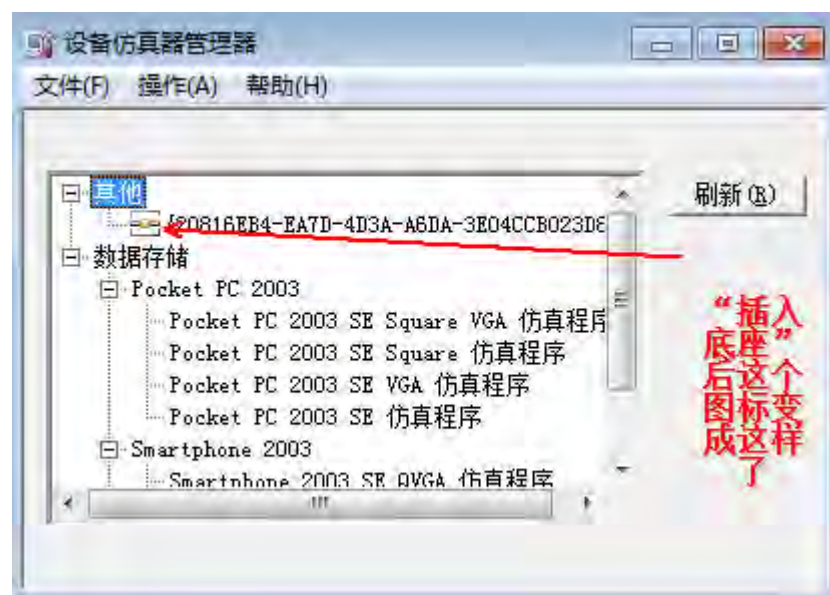 设备仿真器管理器
文件(F) 操作(A) 帮助(H)
其他
{20816EB4-EA7D-4D3A-A6DA-3E04CCB023D8
刷新(R)
数据存储
Pocket PC 2003
Pocket PC 2003 SE Square VGA 仿真程序
Pocket PC 2003 SE Square 仿真程序
Pocket PC 2003 SE VGA 仿真程序
Pocket PC 2003 SE 仿真程序
Smartphone 2003
Smartphone 2003 SE QVGA 仿真程序
“插入
底座”
后这个
图标变
成这样
了